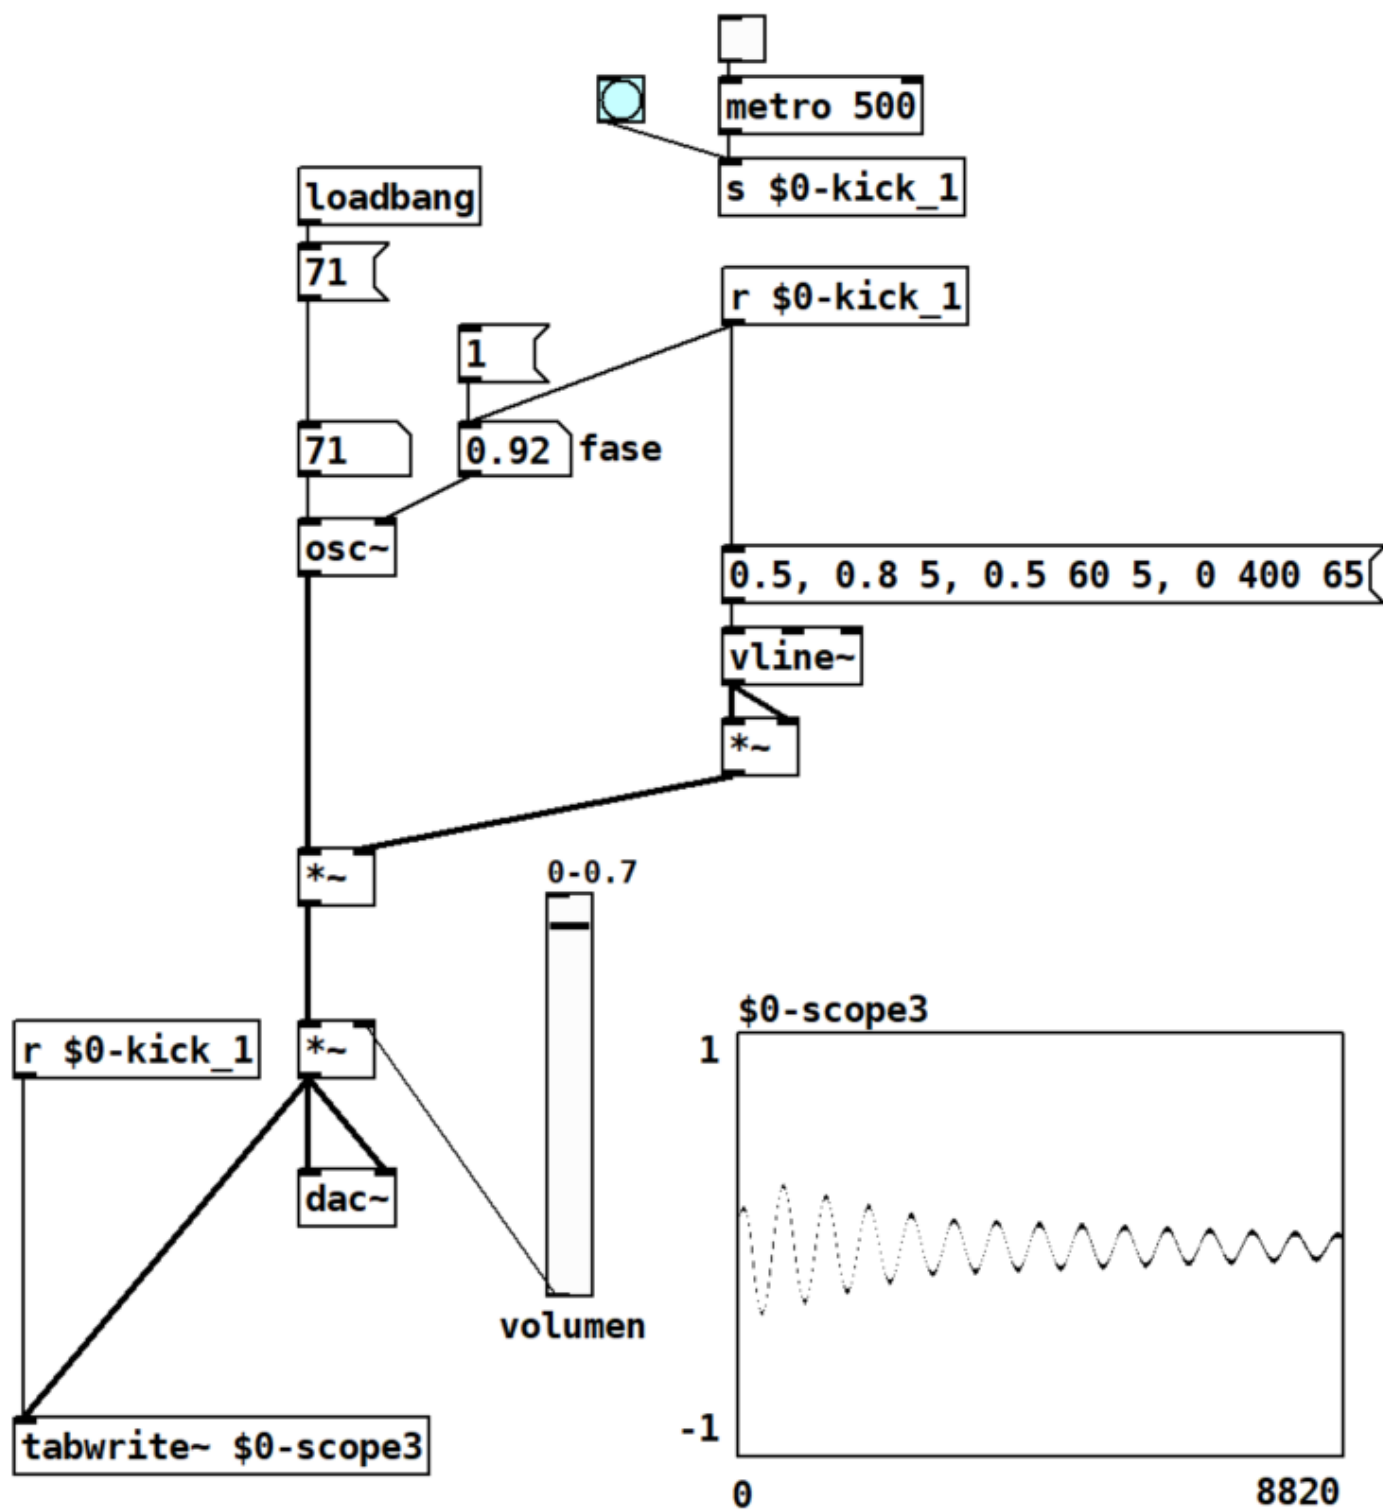 metro 500
s $0-kick_1
loadbang
71
r $0-kick_1
1
71
0.92
fase
osc~
0.5, 0.8 5, 0.5 60 5, 0 400 65
vline~
*~
*~
0-0.7
$0-scope3
1
r $0-kick_1
*~
dac~
volumen
-1
tabwrite~ $0-scope3
0
8820